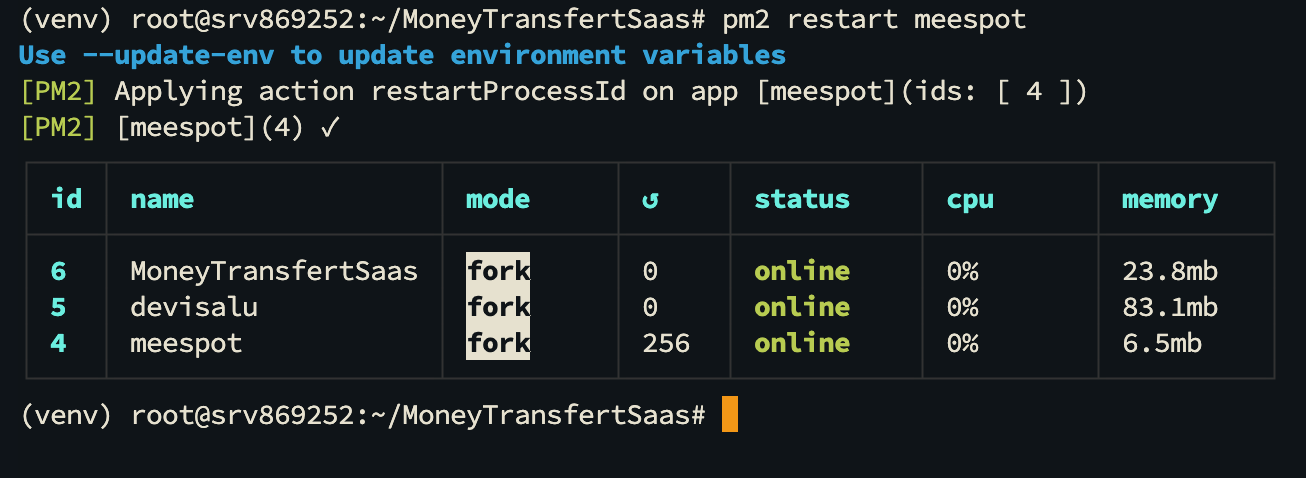 (venv) root@srv869252:~/MoneyTransfertSaas# pm2 restart meespot
Use --update-env to update environment variables
[PM2] Applying action restartProcessId on app [meespot](ids: [ 4 ])
[PM2] [meespot](4) ✓
id name mode ↺ status cpu memory
6 MoneyTransfertSaas fork 0 online 0% 23.8mb
5 devisalu fork 0 online 0% 83.1mb
4 meespot fork 256 online 0% 6.5mb
(venv) root@srv869252:~/MoneyTransfertSaas#